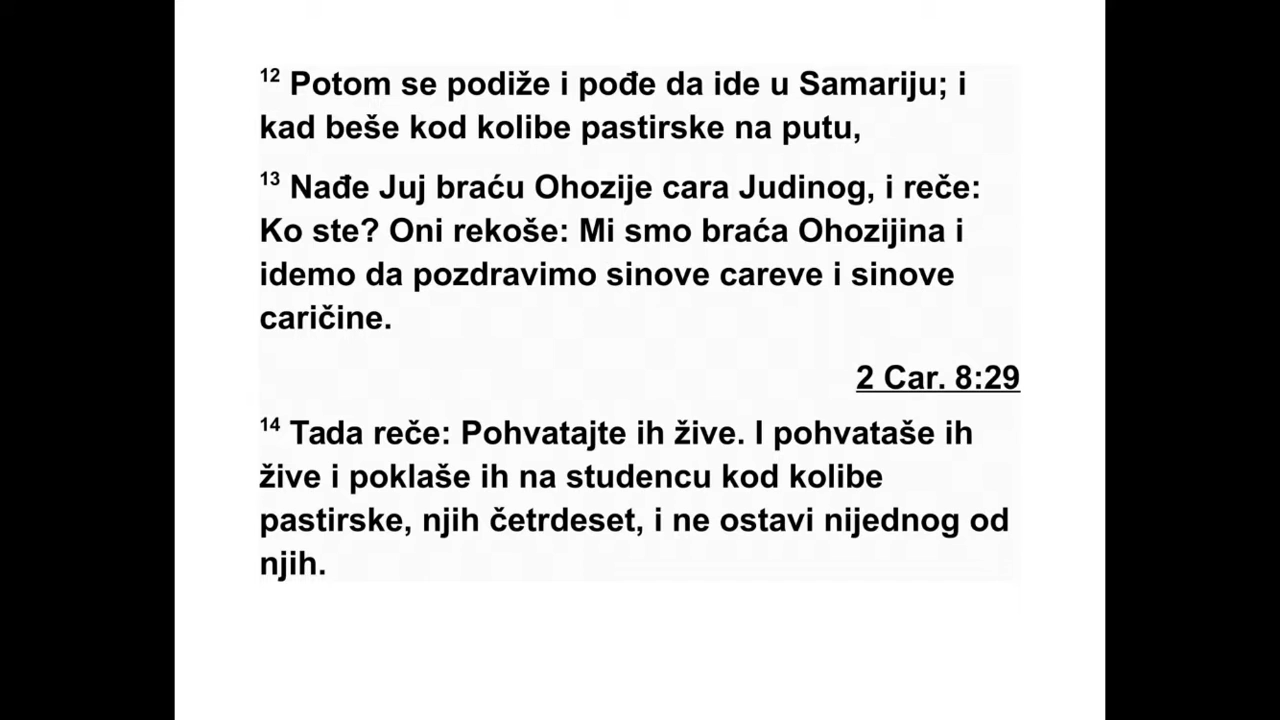 12 Potom se podiže i pođe da ide u Samariju; i
kad beše kod kolibe pastirske na putu,
13 Nađe Juj braću Ohozije cara Judinog, i reče:
Ko ste? Oni rekoše: Mi smo braća Ohozijina i
idemo da pozdravimo sinove careve i sinove
caričine.
2 Car. 8:29
14 Tada reče: Pohvatajte ih žive. I pohvataše ih
žive i poklaše ih na studencu kod kolibe
pastirske, njih četrdeset, i ne ostavi nijednog od
njih.